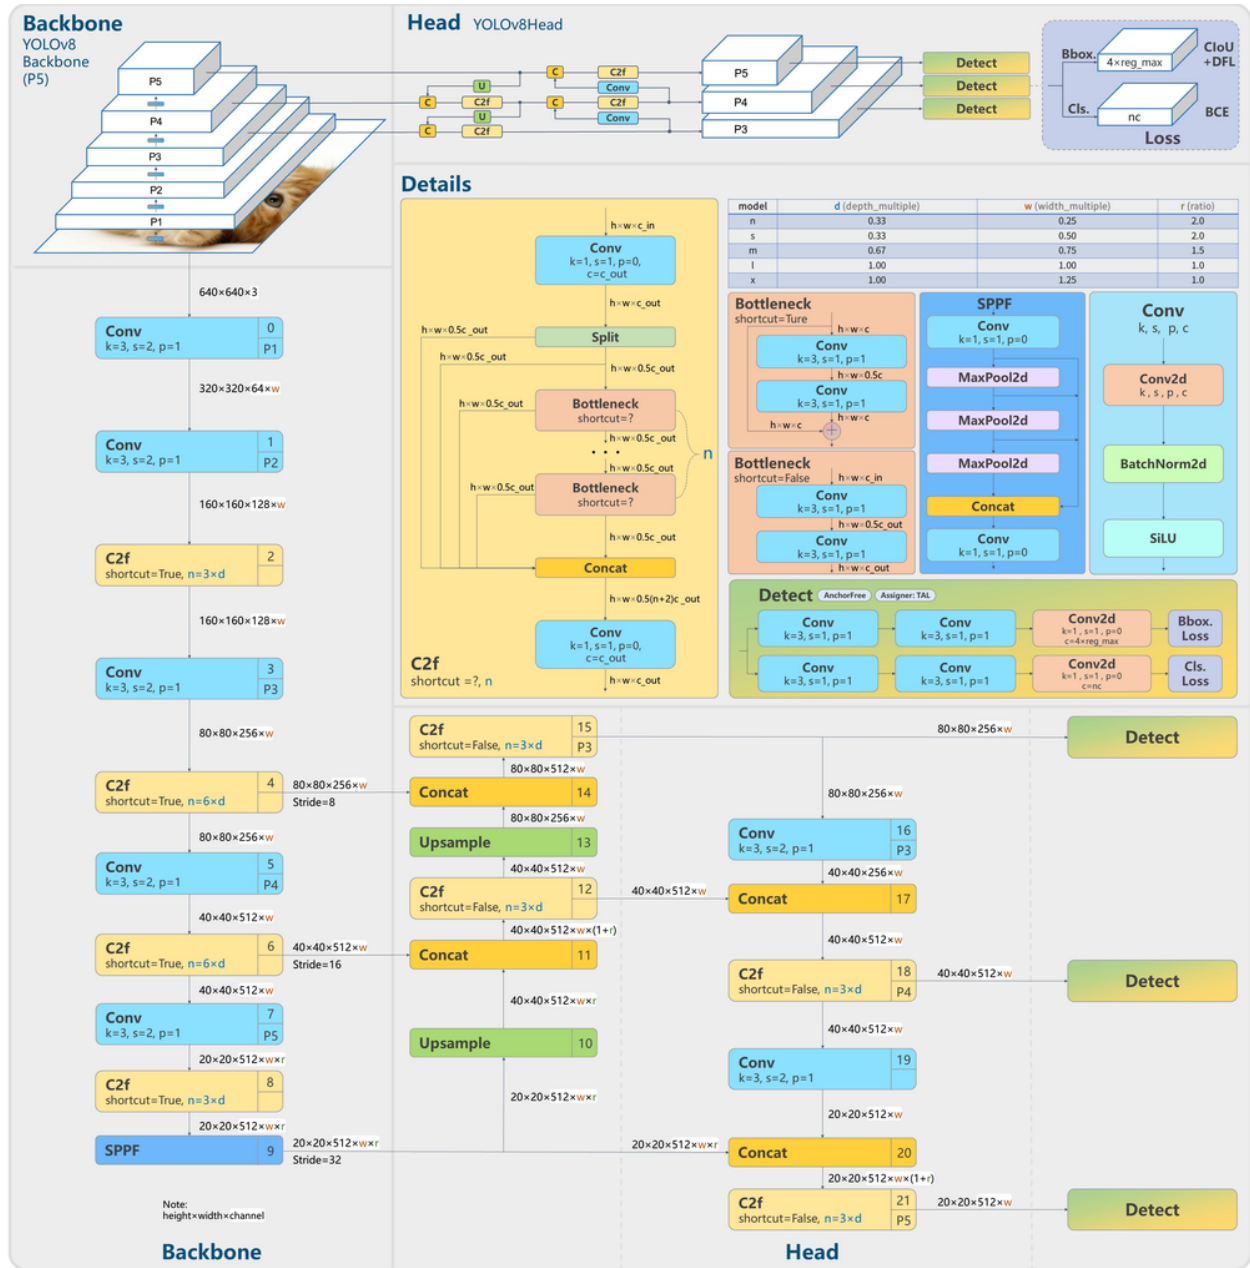 Backbone
YOLOv8
Backbone
(P5)
P5
P4
P3
P2
P1
Head YOLOv8Head
C
C2f
U
Conv
C
C2f
C
C2f
U
Conv
C
C2f
P5
P4
P3
Detect
Detect
Detect
Bbox.
4×reg_max
CIoU
+DFL
Cls.
nc
BCE
Loss
640×640×3
Conv
k=3, s=2, p=1
0
P1
320×320×64×w
Conv
k=3, s=2, p=1
1
P2
160×160×128×w
C2f
shortcut=True, n=3×d
2
160×160×128×w
Conv
k=3, s=2, p=1
3
P3
80×80×256×w
C2f
shortcut=True, n=6×d
4
80×80×256×w
Stride=8
80×80×256×w
Conv
k=3, s=2, p=1
5
P4
40×40×512×w
C2f
shortcut=True, n=6×d
6
40×40×512×w
Stride=16
40×40×512×w
Conv
k=3, s=2, p=1
7
P5
20×20×512×w×r
C2f
shortcut=True, n=3×d
8
20×20×512×w×r
SPPF
9
20×20×512×w×r
Stride=32
Note:
height×width×channel
Backbone
Details
h×w×c_in
Conv
k=1, s=1, p=0,
c=c_out
h×w×c_out
Split
h×w×0.5c_out
h×w×0.5c_out
h×w×0.5c_out
Bottleneck
shortcut=?
h×w×0.5c_out
h×w×0.5c_out
• • •
n
h×w×0.5c_out
Bottleneck
shortcut=?
h×w×0.5c_out
h×w×0.5c_out
Concat
h×w×0.5(n+2)c_out
Conv
k=1, s=1, p=0,
c=c_out
h×w×c_out
C2f
shortcut =?, n
model d (depth_multiple) w (width_multiple) r (ratio)
n 0.33 0.25 2.0
s 0.33 0.50 2.0
m 0.67 0.75 1.5
l 1.00 1.00 1.0
x 1.00 1.25 1.0
Bottleneck
shortcut=Ture
h×w×c
Conv
k=3, s=1, p=1
h×w×0.5c
Conv
k=3, s=1, p=1
h×w×c
h×w×c
+
Bottleneck
shortcut=False
h×w×c_in
Conv
k=3, s=1, p=1
h×w×0.5c_out
Conv
k=3, s=1, p=1
h×w×c_out
SPPF
Conv
k=1, s=1, p=0
MaxPool2d
MaxPool2d
MaxPool2d
Concat
Conv
k=1, s=1, p=0
Conv
k, s, p, c
Conv2d
k, s, p, c
BatchNorm2d
SiLU
Detect AnchorFree Assigner: TAL
Conv
k=3, s=1, p=1
Conv
k=3, s=1, p=1
Conv2d
k=1, s=1, p=0
c=4×reg_max
Bbox.
Loss
Conv
k=3, s=1, p=1
Conv
k=3, s=1, p=1
Conv2d
k=1, s=1, p=0
c=nc
Cls.
Loss
C2f
shortcut=False, n=3×d
15
P3
80×80×256×w
Detect
80×80×512×w
Concat
14
80×80×256×w
Upsample
13
40×40×512×w
C2f
shortcut=False, n=3×d
12
40×40×512×w
40×40×512×w×(1+r)
Concat
11
40×40×512×w×r
Upsample
10
20×20×512×w×r
80×80×256×w
Conv
k=3, s=2, p=1
16
P3
40×40×256×w
Concat
17
40×40×512×w
C2f
shortcut=False, n=3×d
18
P4
40×40×512×w
Detect
40×40×512×w
Conv
k=3, s=2, p=1
19
20×20×512×w
20×20×512×w×r
Concat
20
20×20×512×w×(1+r)
C2f
shortcut=False, n=3×d
21
P5
20×20×512×w
Detect
Head